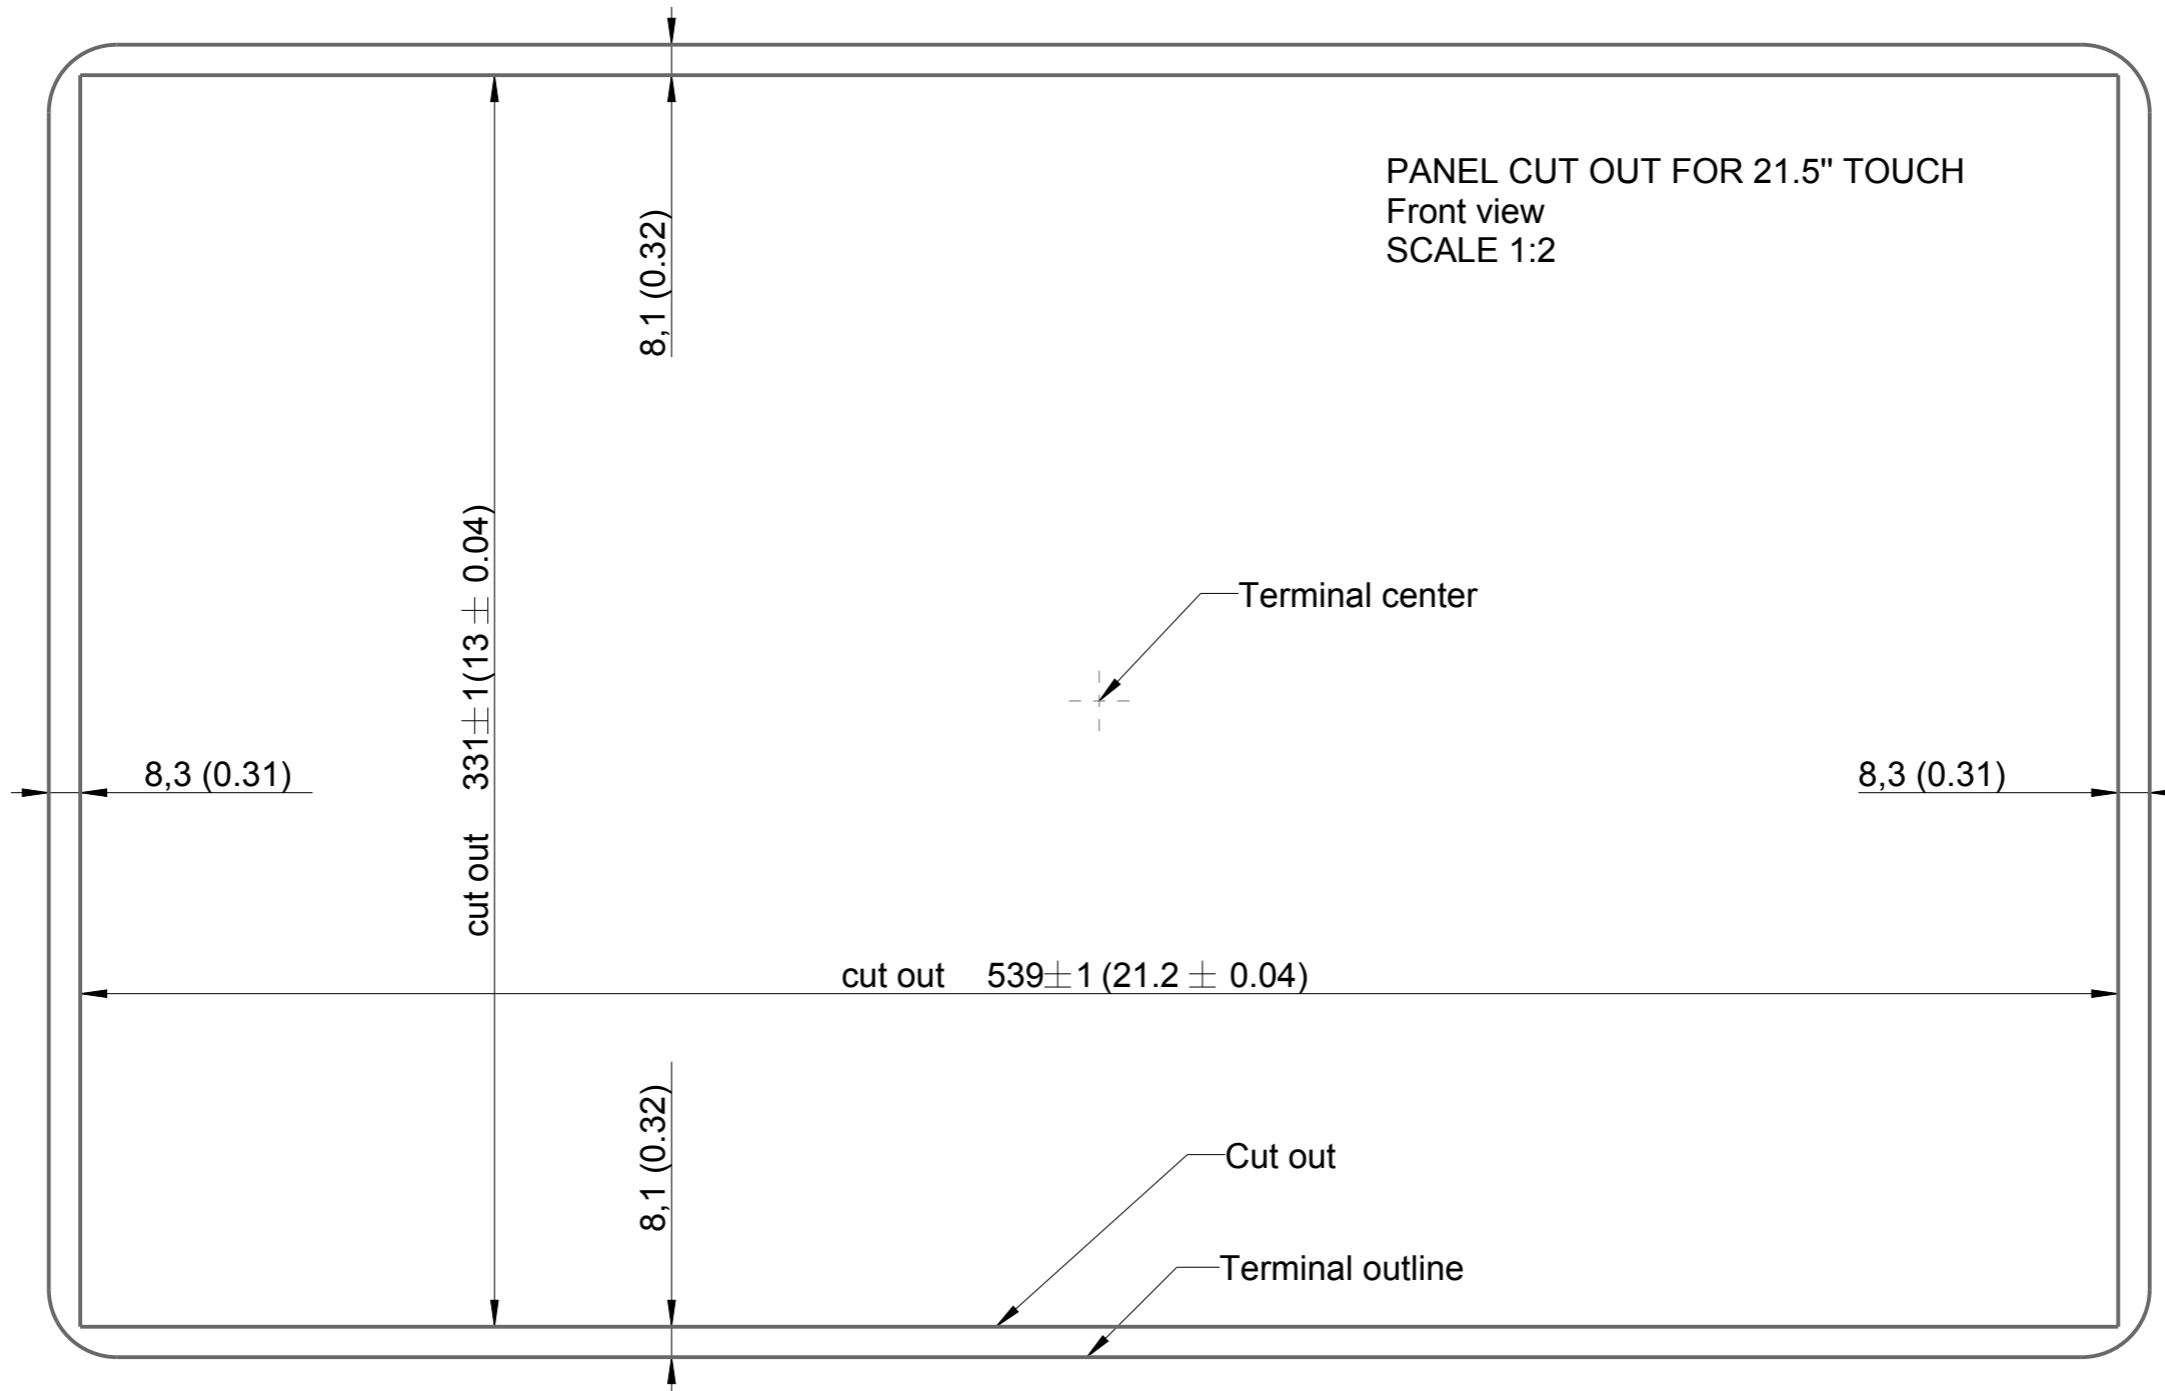 PANEL CUT OUT FOR 21.5" TOUCH
Front view
SCALE 1:2
8,1 (0.32)
cut out 331±1(13 ± 0.04)
Terminal center
8,3 (0.31)
8,3 (0.31)
cut out 539±1 (21.2 ± 0.04)
8,1 (0.32)
Cut out
Terminal outline